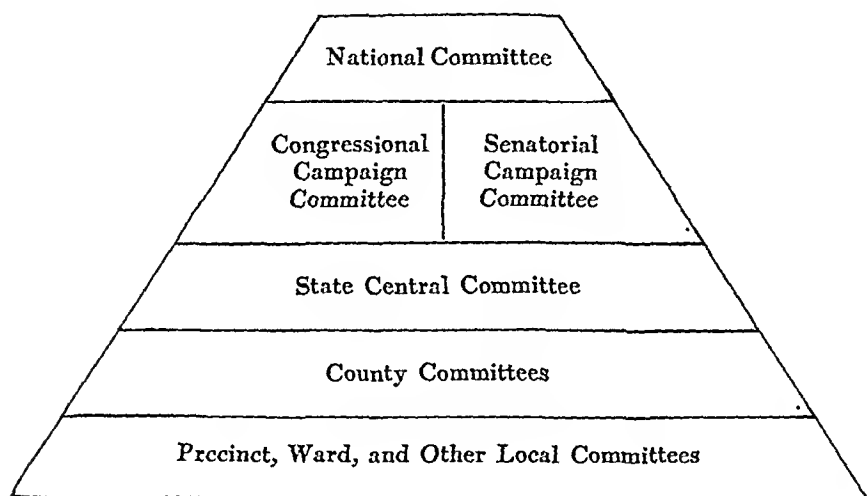 National Committee
Congressional
Campaign
Committee
Senatorial
Campaign
Committee
State Central Committee
County Committees
Precinct, Ward, and Other Local Committees